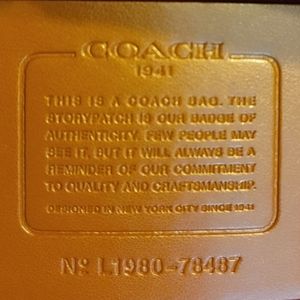 COACH
1941
THIS IS A COACH BAG. THE
STORYPATCH IS OUR BADGE OF
AUTHENTICITY. FEW PEOPLE MAY
SEE IT, BUT IT WILL ALWAYS BE A
REMINDER OF OUR COMMITMENT
TO QUALITY AND CRAFTSMANSHIP.
DESIGNED IN NEW YORK CITY SINCE 1941
Nº L1980-78487